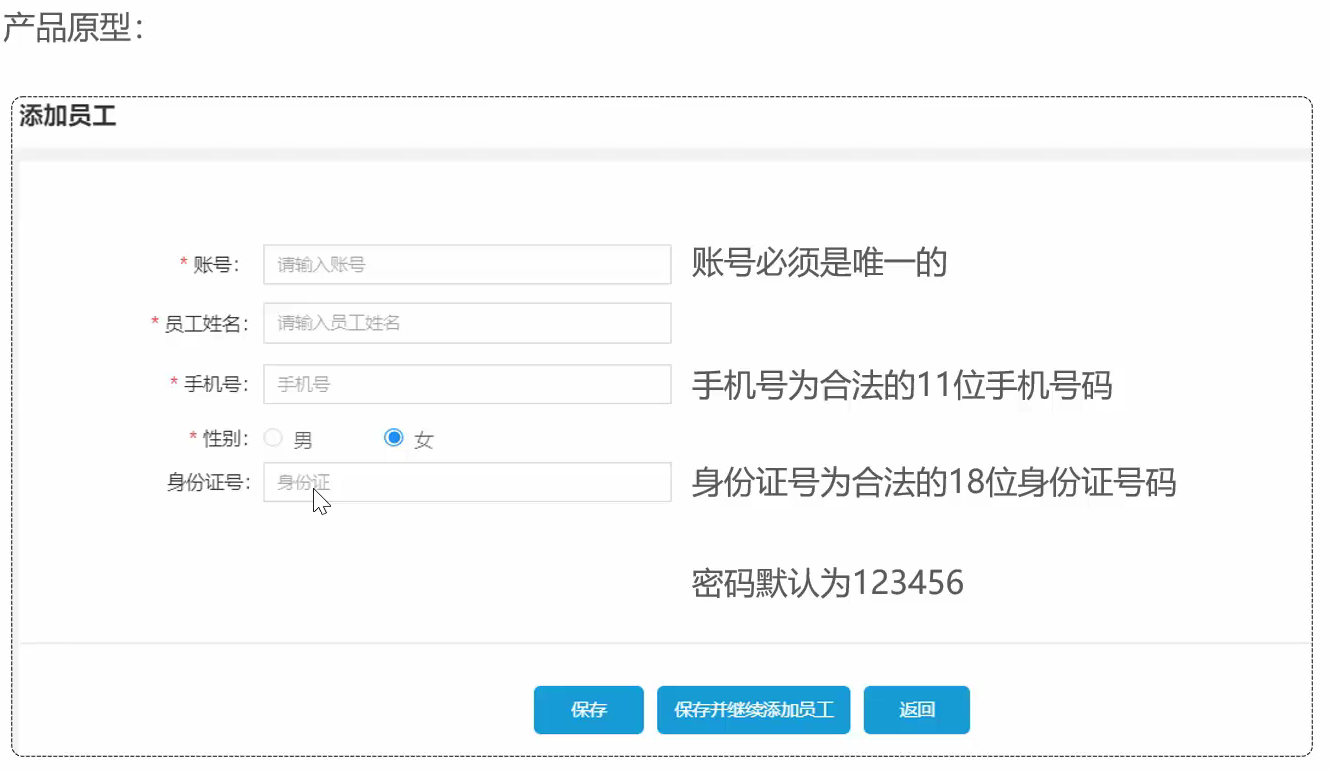 产品原型：
添加员工
* 账号： 请输入账号 账号必须是唯一的
* 员工姓名： 请输入员工姓名
* 手机号： 手机号 手机号为合法的11位手机号码
* 性别： 男 女
身份证号： 身份证 身份证号为合法的18位身份证号码
密码默认为123456
保存 保存并继续添加员工 返回